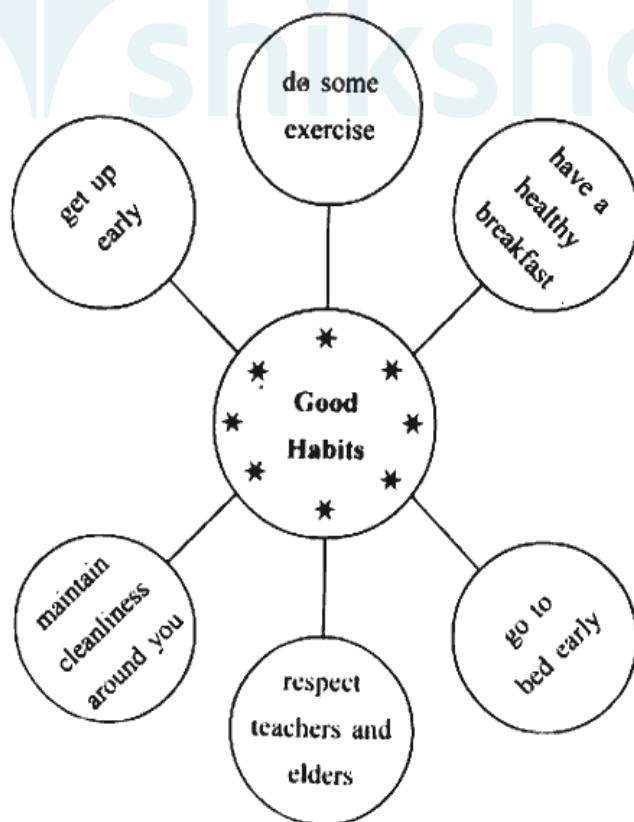 shiksha
do some
exercise
get up
early
have a
healthy
breakfast
Good
Habits
maintain
cleanliness
around you
go to
bed early
respect
teachers and
elders